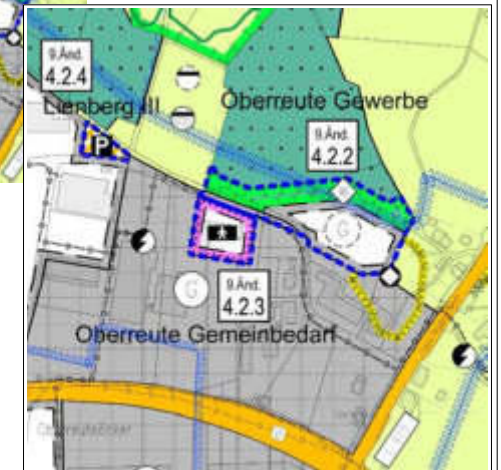 9.Änd.
4.2.4
Lienberg III
Oberreute Gewerbe
9.Änd.
4.2.2
P
G
G
9.Änd.
4.2.3
Oberreute Gemeinbedarf